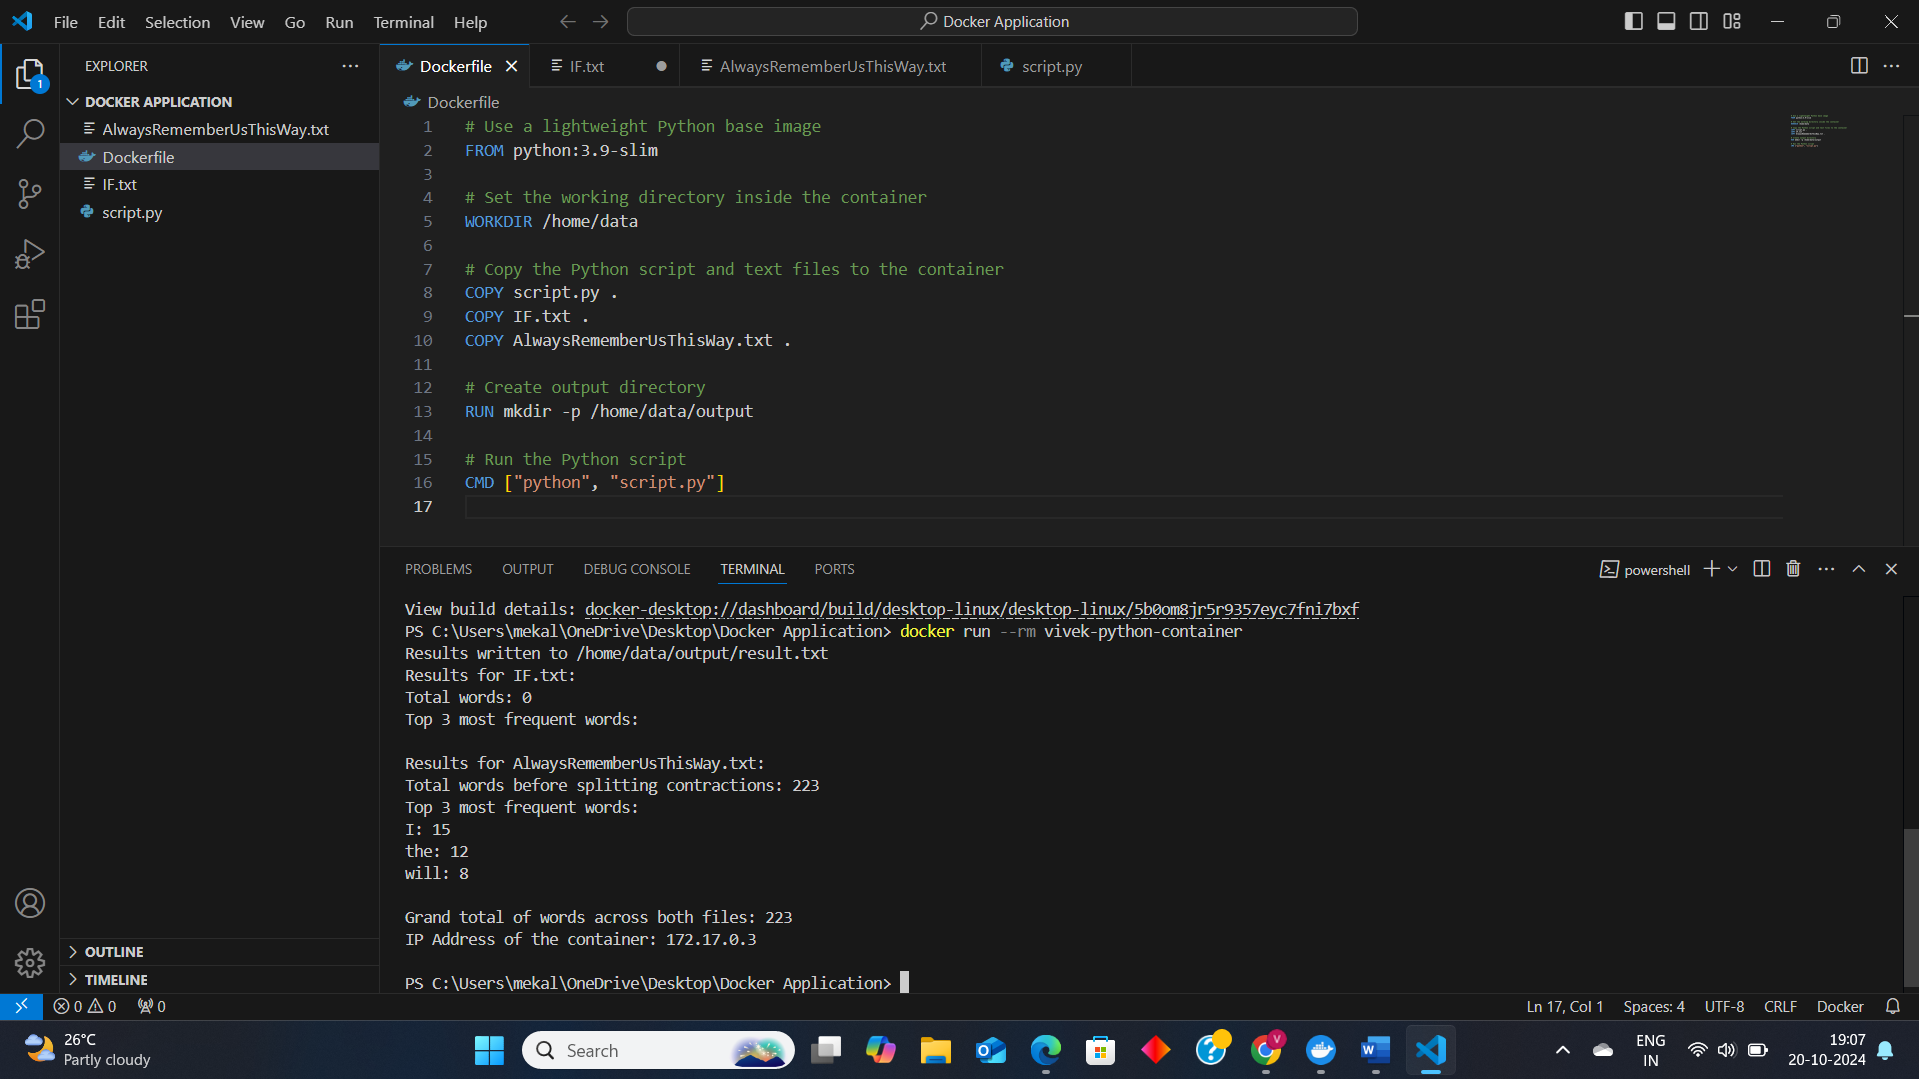 File Edit Selection View Go Run Terminal Help
Docker Application
EXPLORER
1
DOCKER APPLICATION
AlwaysRememberUsThisWay.txt
Dockerfile
IF.txt
script.py
OUTLINE
TIMELINE
Dockerfile IF.txt AlwaysRememberUsThisWay.txt script.py
Dockerfile
1 # Use a lightweight Python base image
2 FROM python:3.9-slim
3
4 # Set the working directory inside the container
5 WORKDIR /home/data
6
7 # Copy the Python script and text files to the container
8 COPY script.py .
9 COPY IF.txt .
10 COPY AlwaysRememberUsThisWay.txt .
11
12 # Create output directory
13 RUN mkdir -p /home/data/output
14
15 # Run the Python script
16 CMD ["python", "script.py"]
17
PROBLEMS OUTPUT DEBUG CONSOLE TERMINAL PORTS
powershell
View build details: docker-desktop://dashboard/build/desktop-linux/desktop-linux/5b0om8jr5r9357eyc7fni7bxf
PS C:\Users\mekal\OneDrive\Desktop\Docker Application> docker run --rm vivek-python-container
Results written to /home/data/output/result.txt
Results for IF.txt:
Total words: 0
Top 3 most frequent words:
Results for AlwaysRememberUsThisWay.txt:
Total words before splitting contractions: 223
Top 3 most frequent words:
I: 15
the: 12
will: 8
Grand total of words across both files: 223
IP Address of the container: 172.17.0.3
PS C:\Users\mekal\OneDrive\Desktop\Docker Application>
0 0 0
Ln 17, Col 1 Spaces: 4 UTF-8 CRLF Docker
26°C
Partly cloudy
Search
V
ENG
IN
19:07
20-10-2024